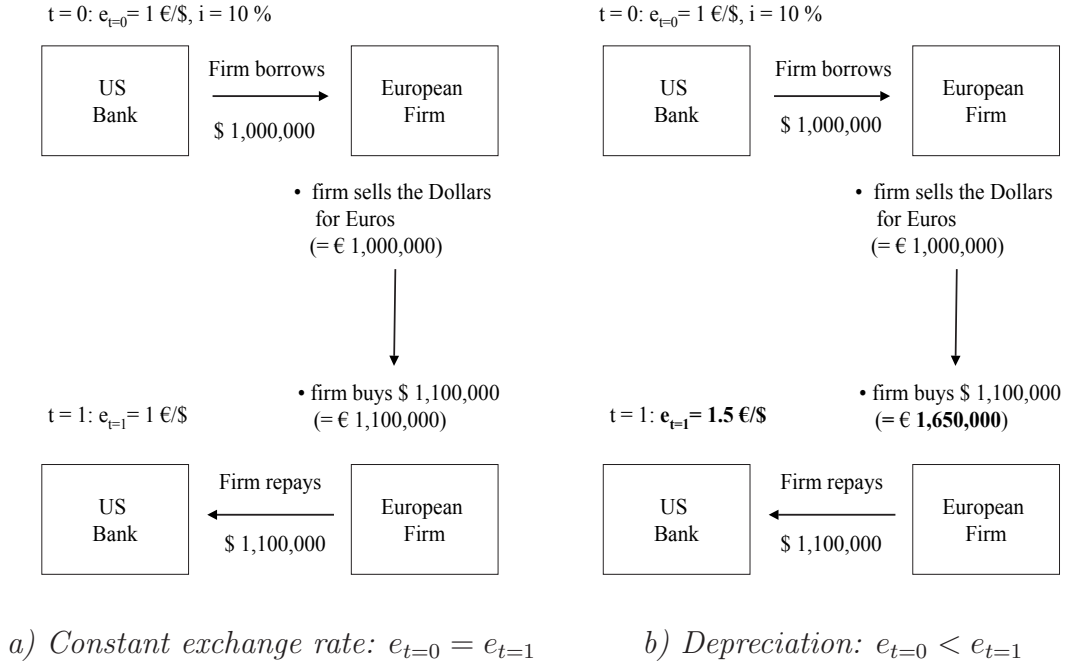 t = 0: e_{t=0} = 1 €/$, i = 10 %
US
Bank
Firm borrows
$ 1,000,000
European
Firm
• firm sells the Dollars
for Euros
(= € 1,000,000)
• firm buys $ 1,100,000
(= € 1,100,000)
t = 1: e_{t=1} = 1 €/$
US
Bank
Firm repays
$ 1,100,000
European
Firm
a) Constant exchange rate: e_{t=0} = e_{t=1}
t = 0: e_{t=0} = 1 €/$, i = 10 %
US
Bank
Firm borrows
$ 1,000,000
European
Firm
• firm sells the Dollars
for Euros
(= € 1,000,000)
• firm buys $ 1,100,000
(= € 1,650,000)
t = 1: e_{t=1} = 1.5 €/$
US
Bank
Firm repays
$ 1,100,000
European
Firm
b) Depreciation: e_{t=0} < e_{t=1}